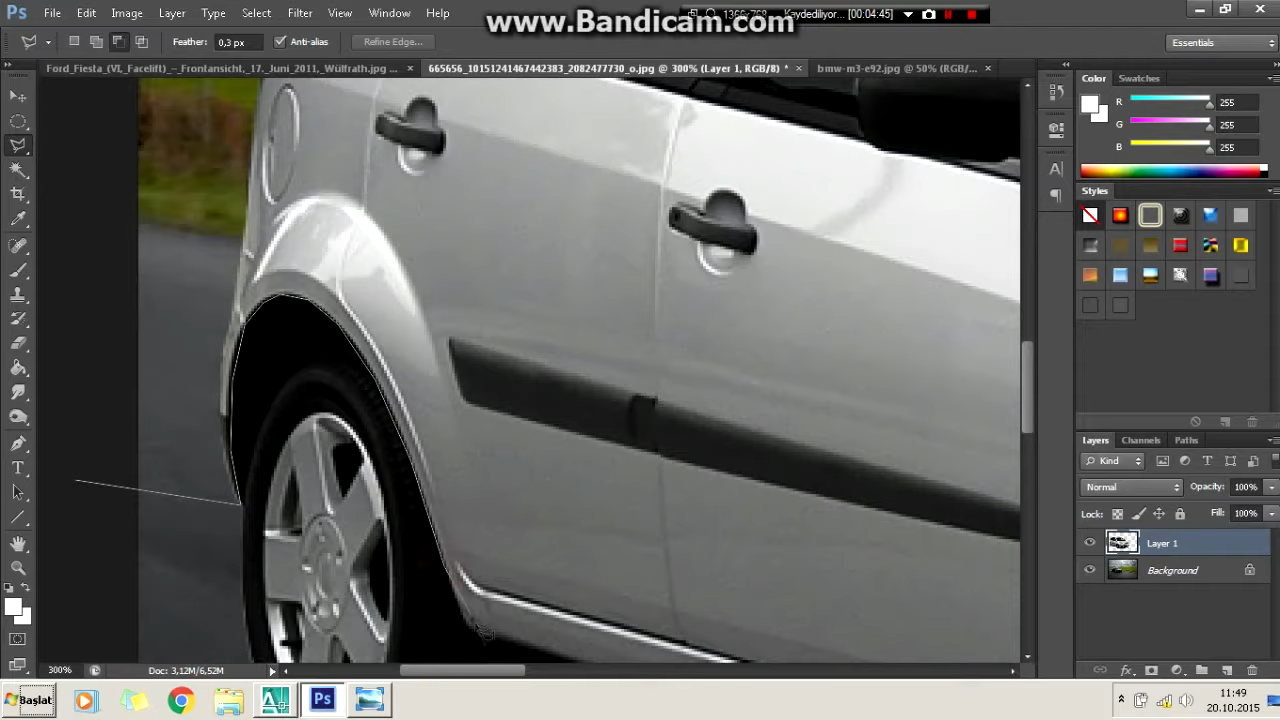 Ps File Edit Image Layer Type Select Filter 3D View Window Help
www.Bandicam.com
1366x768 Kaydediliyor... [00:04:45]
Feather: 0,3 px Anti-alias Refine Edge... Essentials
Ford_Fiesta_(VI,_Facelift)_–_Frontansicht,_17._Juni_2011,_Wülfrath.jpg ... × 665656_10151241467442383_2082477730_o.jpg @ 300% (Layer 1, RGB/8) * × bmw-m3-e92.jpg @ 50% (RGB/... ×
Color Swatches
R 255
G 255
B 255
Styles
Layers Channels Paths
Kind
Normal Opacity: 100%
Lock: Fill: 100%
Layer 1
Background
300% Doc: 3,12M/6,52M
Başlat Ps
20.10.2015